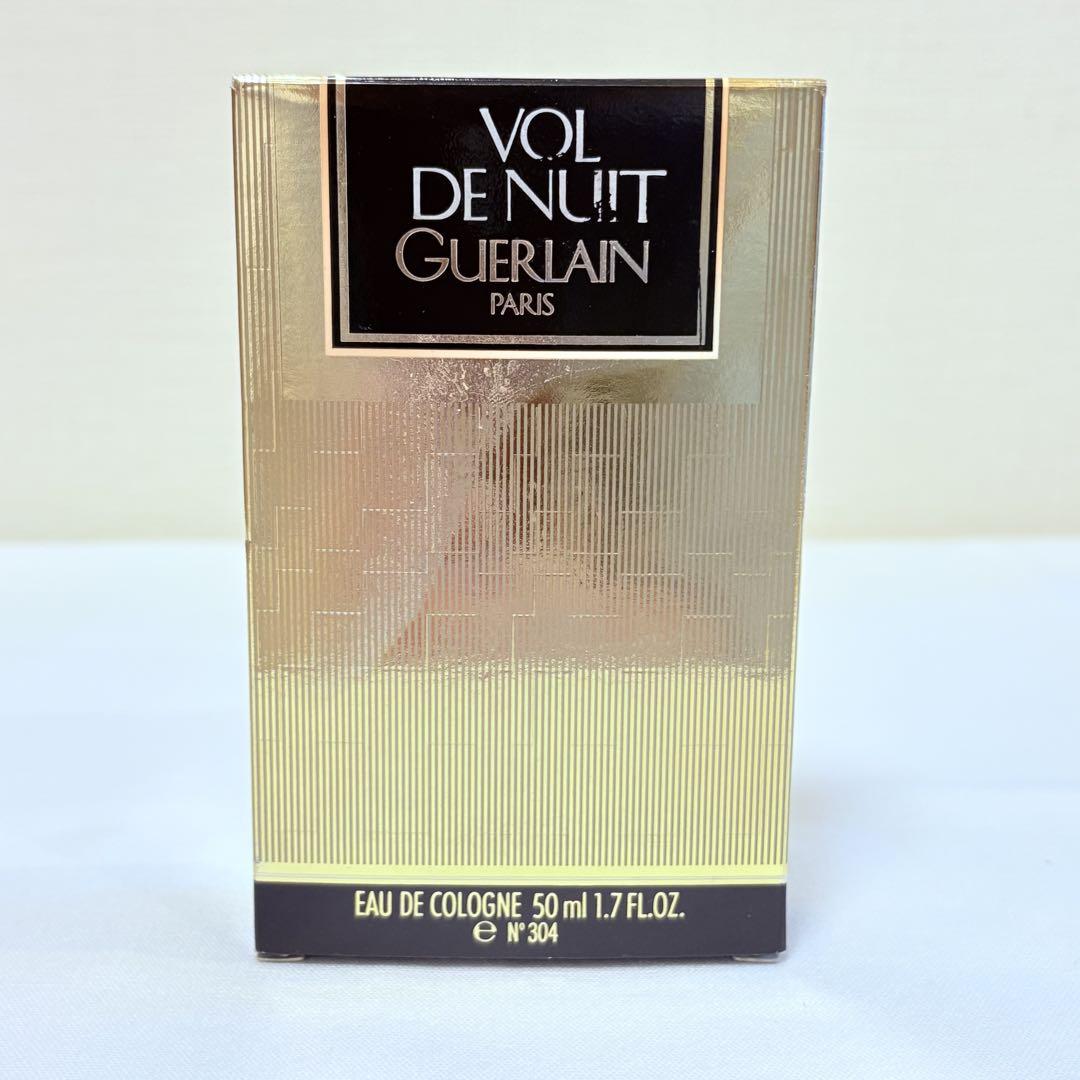 VOL
DE NUIT
GUERLAIN
PARIS
EAU DE COLOGNE 50 ml 1.7 FL.OZ.
℮ N° 304